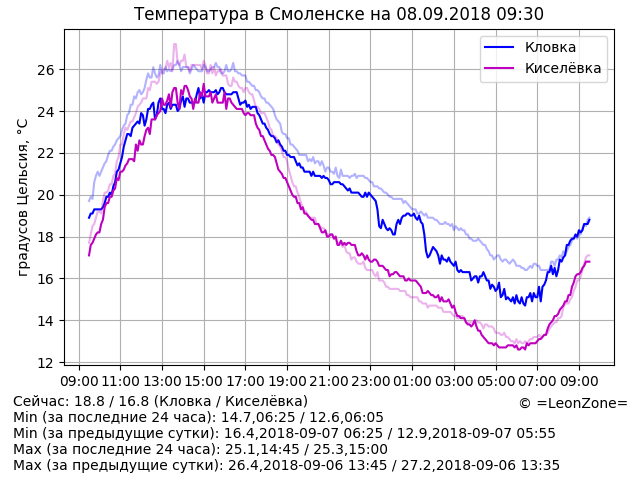 Температура в Смоленске на 08.09.2018 09:30
Кловка
Киселёвка
градусов Цельсия, °C
26
24
22
20
18
16
14
12
09:00 11:00 13:00 15:00 17:00 19:00 21:00 23:00 01:00 03:00 05:00 07:00 09:00
Сейчас: 18.8 / 16.8 (Кловка / Киселёвка)
© =LeonZone=
Min (за последние 24 часа): 14.7,06:25 / 12.6,06:05
Min (за предыдущие сутки): 16.4,2018-09-07 06:25 / 12.9,2018-09-07 05:55
Max (за последние 24 часа): 25.1,14:45 / 25.3,15:00
Max (за предыдущие сутки): 26.4,2018-09-06 13:45 / 27.2,2018-09-06 13:35